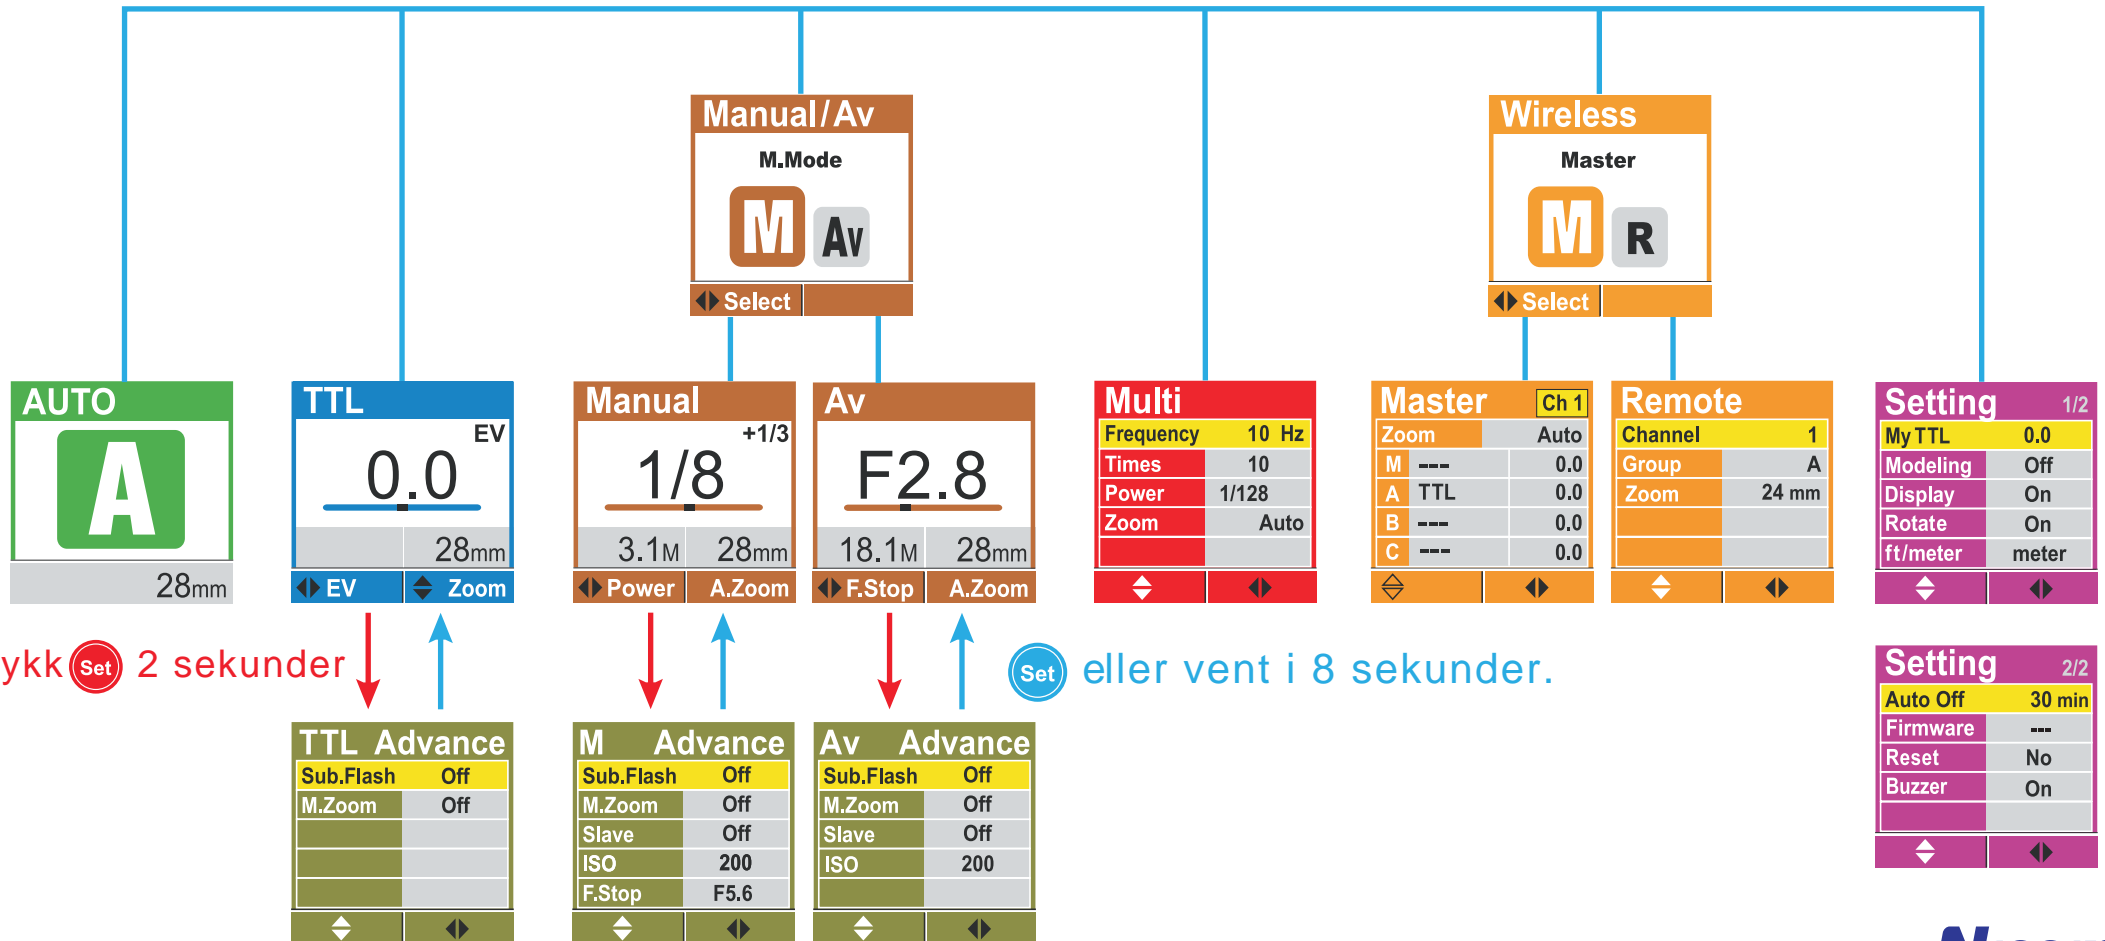 Manual/Av
M.Mode
M Av
Select
Wireless
Master
M R
Select
AUTO
A
28mm
TTL
EV
0.0
28mm
EV Zoom
Manual
+1/3
1/8
3.1M 28mm
Power A.Zoom
Av
F2.8
18.1M 28mm
F.Stop A.Zoom
Multi
Frequency 10 Hz
Times 10
Power 1/128
Zoom Auto
Master Ch 1
Zoom Auto
M --- 0.0
A TTL 0.0
B --- 0.0
C --- 0.0
Remote
Channel 1
Group A
Zoom 24 mm
Setting 1/2
My TTL 0.0
Modeling Off
Display On
Rotate On
ft/meter meter
ykk Set 2 sekunder
Set eller vent i 8 sekunder.
TTL Advance
Sub.Flash Off
M.Zoom Off
M Advance
Sub.Flash Off
M.Zoom Off
Slave Off
ISO 200
F.Stop F5.6
Av Advance
Sub.Flash Off
M.Zoom Off
Slave Off
ISO 200
Setting 2/2
Auto Off 30 min
Firmware ---
Reset No
Buzzer On